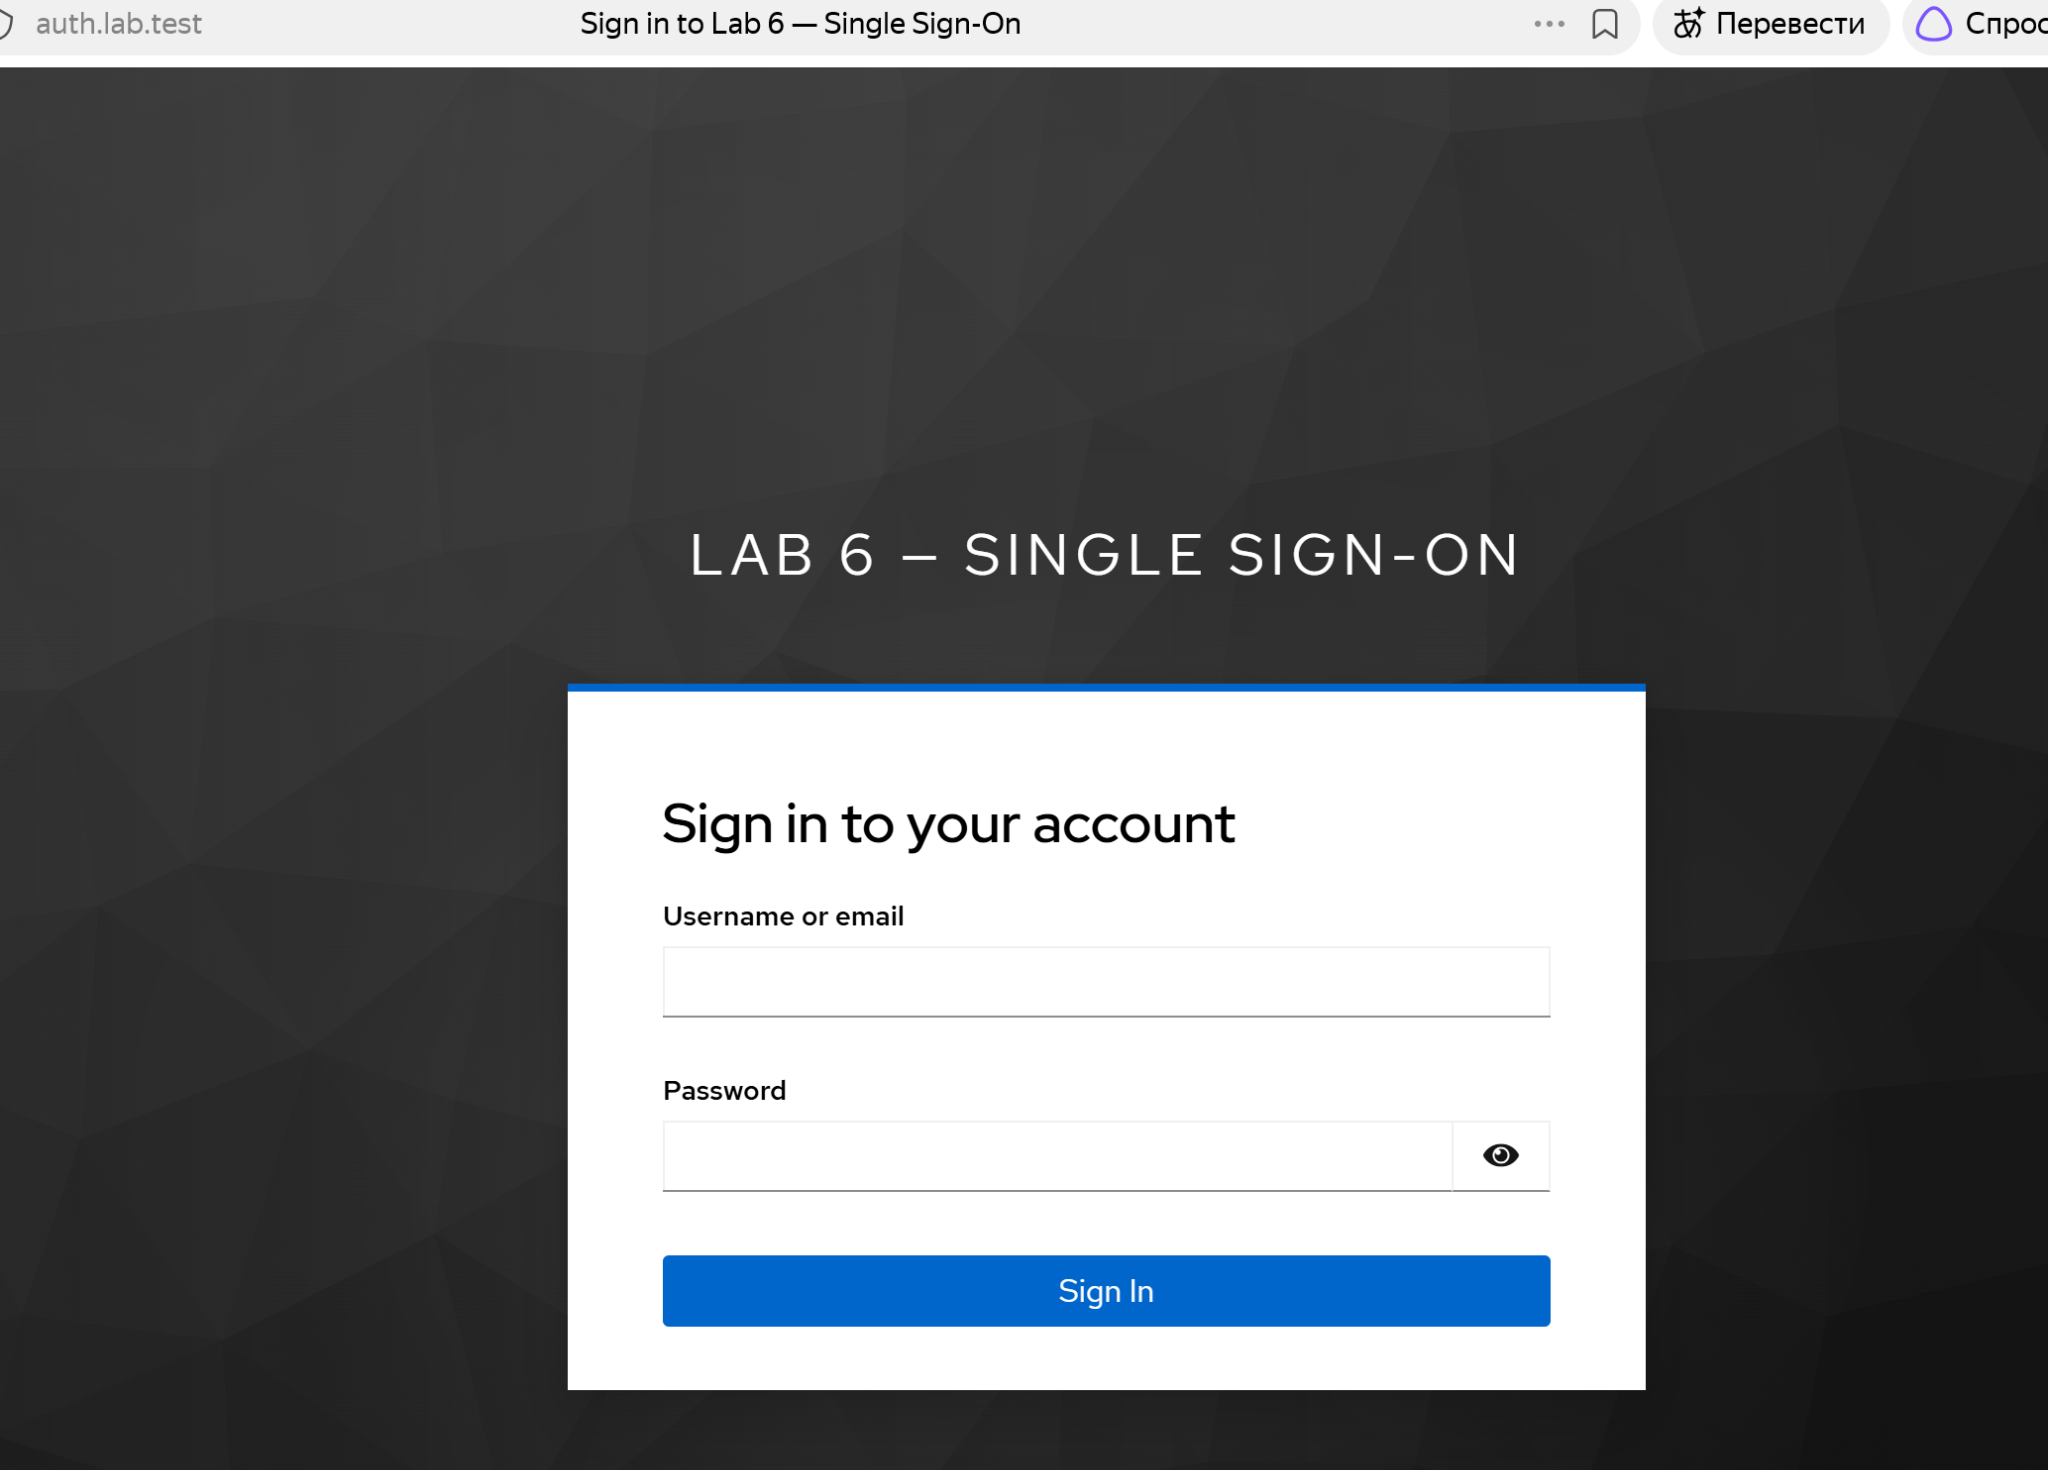 auth.lab.test Sign in to Lab 6 — Single Sign-On ••• Перевести Спрос
LAB 6 — SINGLE SIGN-ON
Sign in to your account
Username or email
Password
Sign In